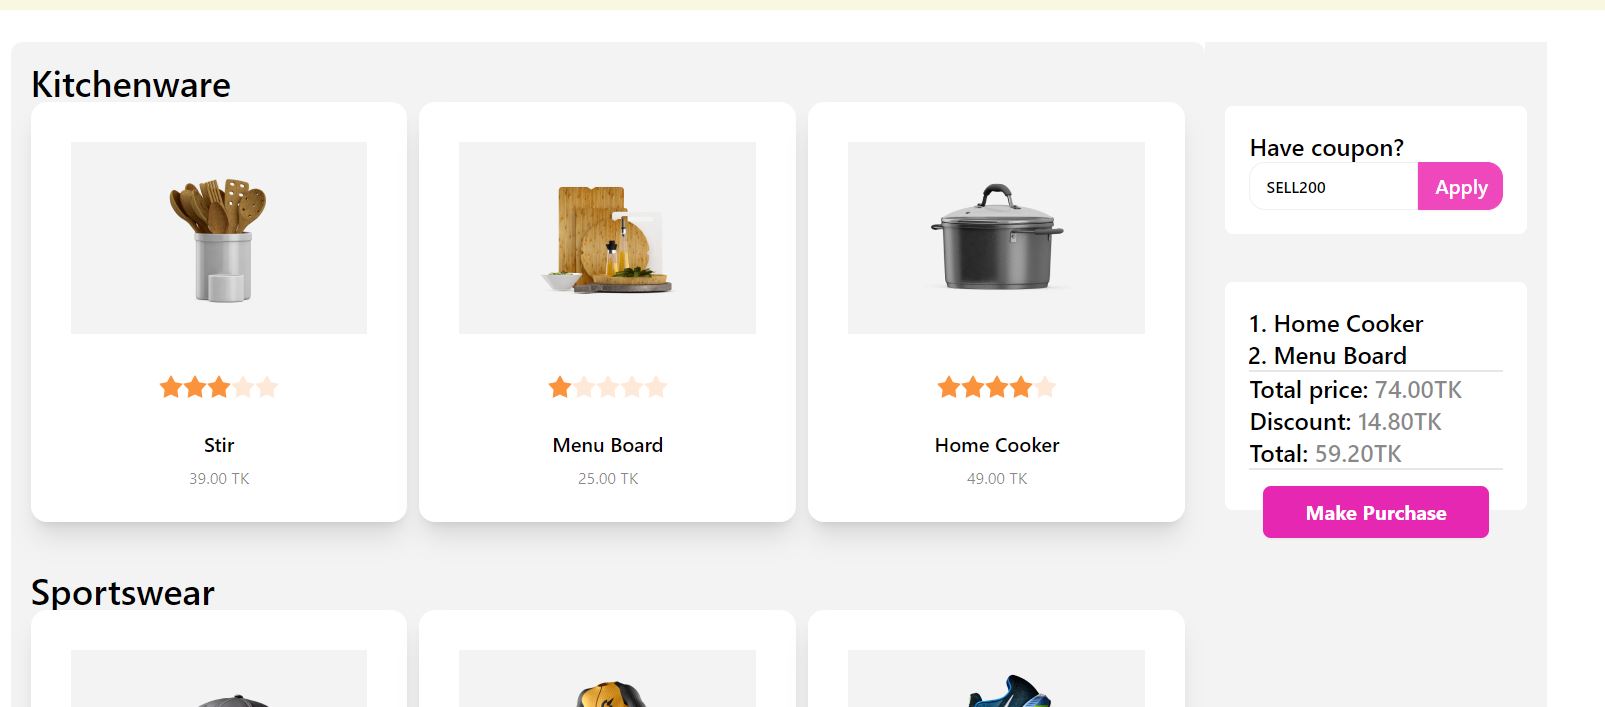 Kitchenware
Stir
39.00 TK
Menu Board
25.00 TK
Home Cooker
49.00 TK
Sportswear
Have coupon?
SELL200
Apply
1. Home Cooker
2. Menu Board
Total price: 74.00TK
Discount: 14.80TK
Total: 59.20TK
Make Purchase